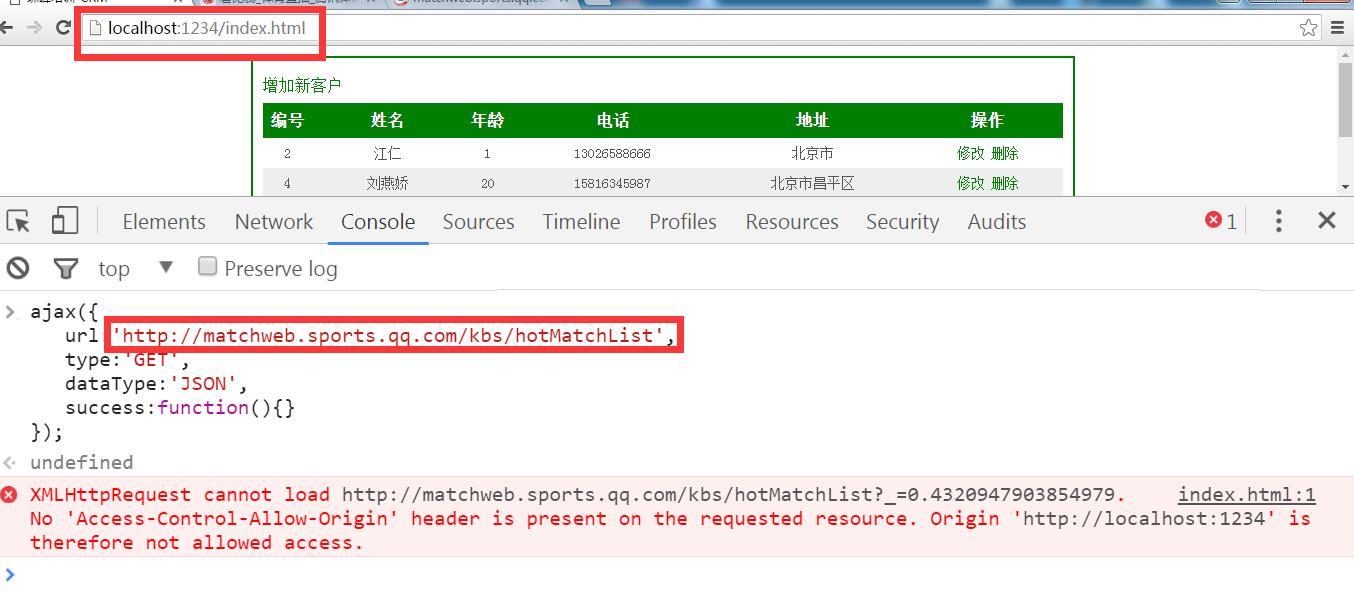 localhost:1234/index.html
增加新客户
编号 姓名 年龄 电话 地址 操作
2 江仁 1 13026588666 北京市 修改 删除
4 刘燕娇 20 15816345987 北京市昌平区 修改 删除
Elements Network Console Sources Timeline Profiles Resources Security Audits 1
top Preserve log
ajax({
url:'http://matchweb.sports.qq.com/kbs/hotMatchList',
type:'GET',
dataType:'JSON',
success:function(){}
});
undefined
XMLHttpRequest cannot load http://matchweb.sports.qq.com/kbs/hotMatchList?_=0.4320947903854979. index.html:1
No 'Access-Control-Allow-Origin' header is present on the requested resource. Origin 'http://localhost:1234' is
therefore not allowed access.